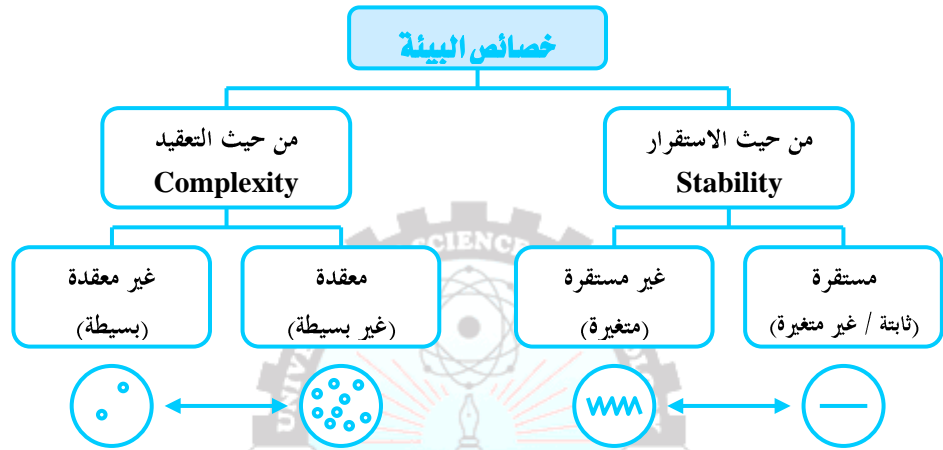 خصائص البيئة
من حيث الاستقرار
Stability
من حيث التعقيد
Complexity
مستقرة
(ثابتة / غير متغيرة)
غير مستقرة
(متغيرة)
معقدة
(غير بسيطة)
غير معقدة
(بسيطة)
SCIENCE